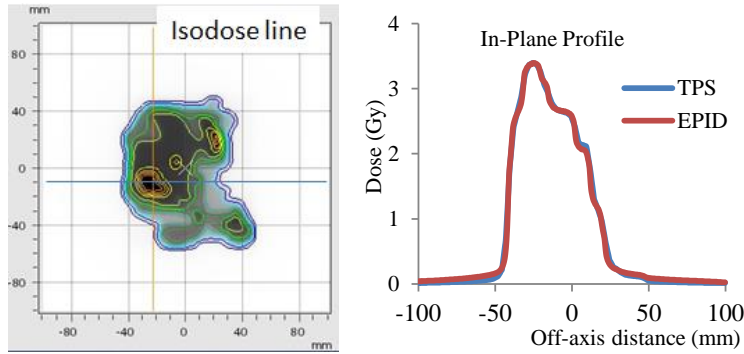 mm
Isodose line
80
40
0
-40
-80
-80 -40 0 40 80
mm
In-Plane Profile
TPS
EPID
Dose (Gy)
4
3
2
1
0
-100 -50 0 50 100
Off-axis distance (mm)